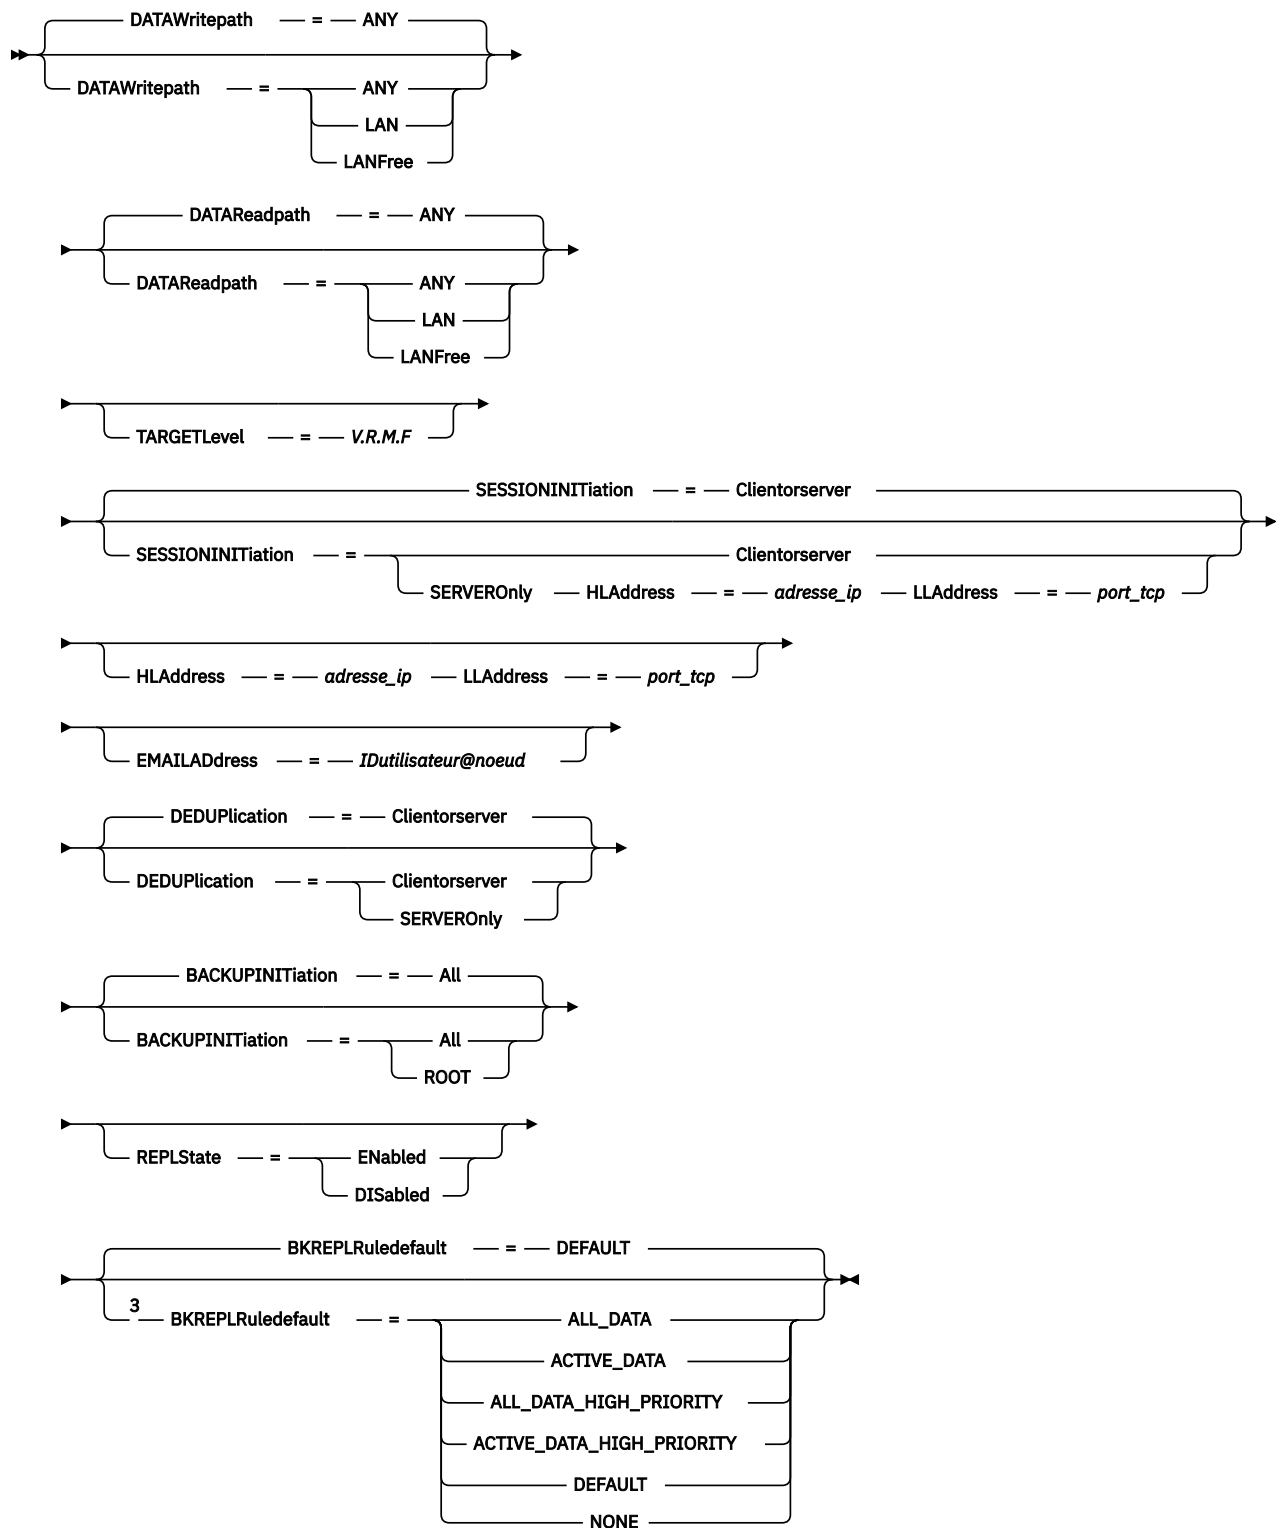 DATAWritepath = ANY
DATAWritepath = ANY
LAN
LANFree
DATAReadpath = ANY
DATAReadpath = ANY
LAN
LANFree
TARGETLevel = V.R.M.F
SESSIONINITiation = Clientorserver
SESSIONINITiation = Clientorserver
SERVEROnly HLAddress = adresse_ip LLAddress = port_tcp
HLAddress = adresse_ip LLAddress = port_tcp
EMAILADdress = IDutilisateur@noeud
DEDUPlication = Clientorserver
DEDUPlication = Clientorserver
SERVEROnly
BACKUPINITiation = All
BACKUPINITiation = All
ROOT
REPLState = ENabled
DISabled
BKREPLRuledefault = DEFAULT
3 BKREPLRuledefault = ALL_DATA
ACTIVE_DATA
ALL_DATA_HIGH_PRIORITY
ACTIVE_DATA_HIGH_PRIORITY
DEFAULT
NONE